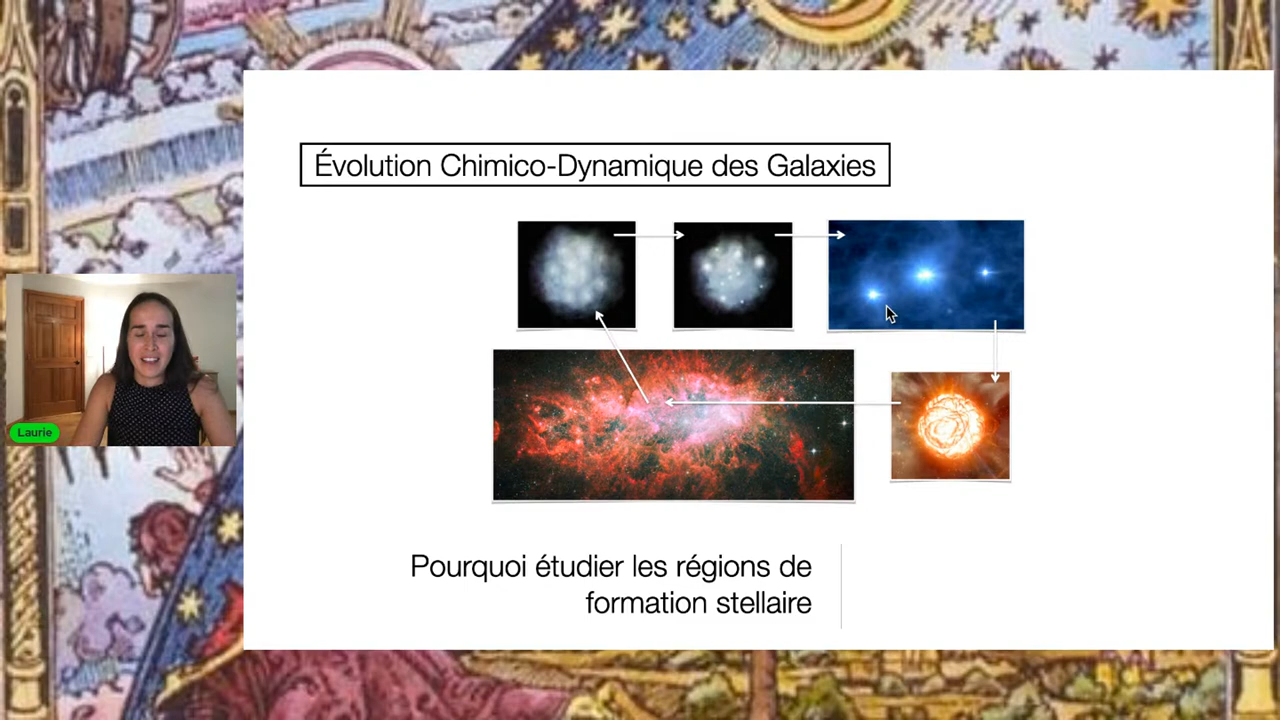 Évolution Chimico-Dynamique des Galaxies
Laurie
Pourquoi étudier les régions de
formation stellaire